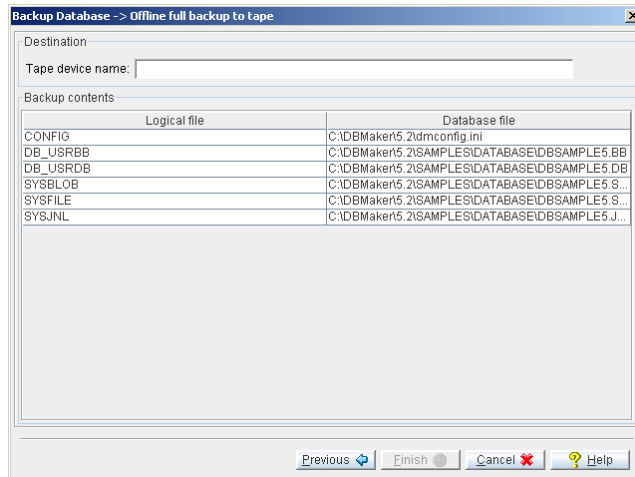 Backup Database -> Offline full backup to tape
Destination
Tape device name:
Backup contents
Logical file Database file
CONFIG C:\DBMaker\5.2\dmconfig.ini
DB_USRBB C:\DBMaker\5.2\SAMPLES\DATABASE\DBSAMPLE5.BB
DB_USRDB C:\DBMaker\5.2\SAMPLES\DATABASE\DBSAMPLE5.DB
SYSBLOB C:\DBMaker\5.2\SAMPLES\DATABASE\DBSAMPLE5.S...
SYSFILE C:\DBMaker\5.2\SAMPLES\DATABASE\DBSAMPLE5.S...
SYSJNL C:\DBMaker\5.2\SAMPLES\DATABASE\DBSAMPLE5.J...
Previous Finish Cancel Help